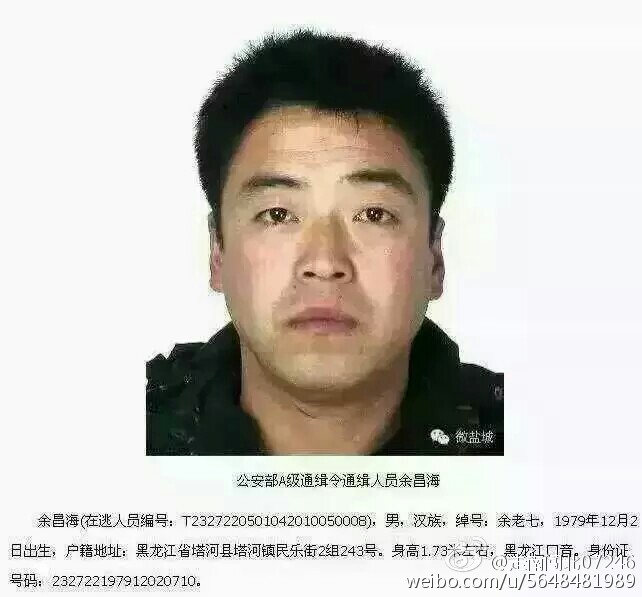 微盐城
公安部A级通缉令通缉人员余昌海
余昌海(在逃人员编号：T2327220501042010050008)，男，汉族，绰号：余老七，1979年12月2
日出生，户籍地址：黑龙江省塔河县塔河镇民乐街2组243号。身高1.73米左右，黑龙江口音。身份证
号码：232722197912020710。
weibo.com/u/5648481989